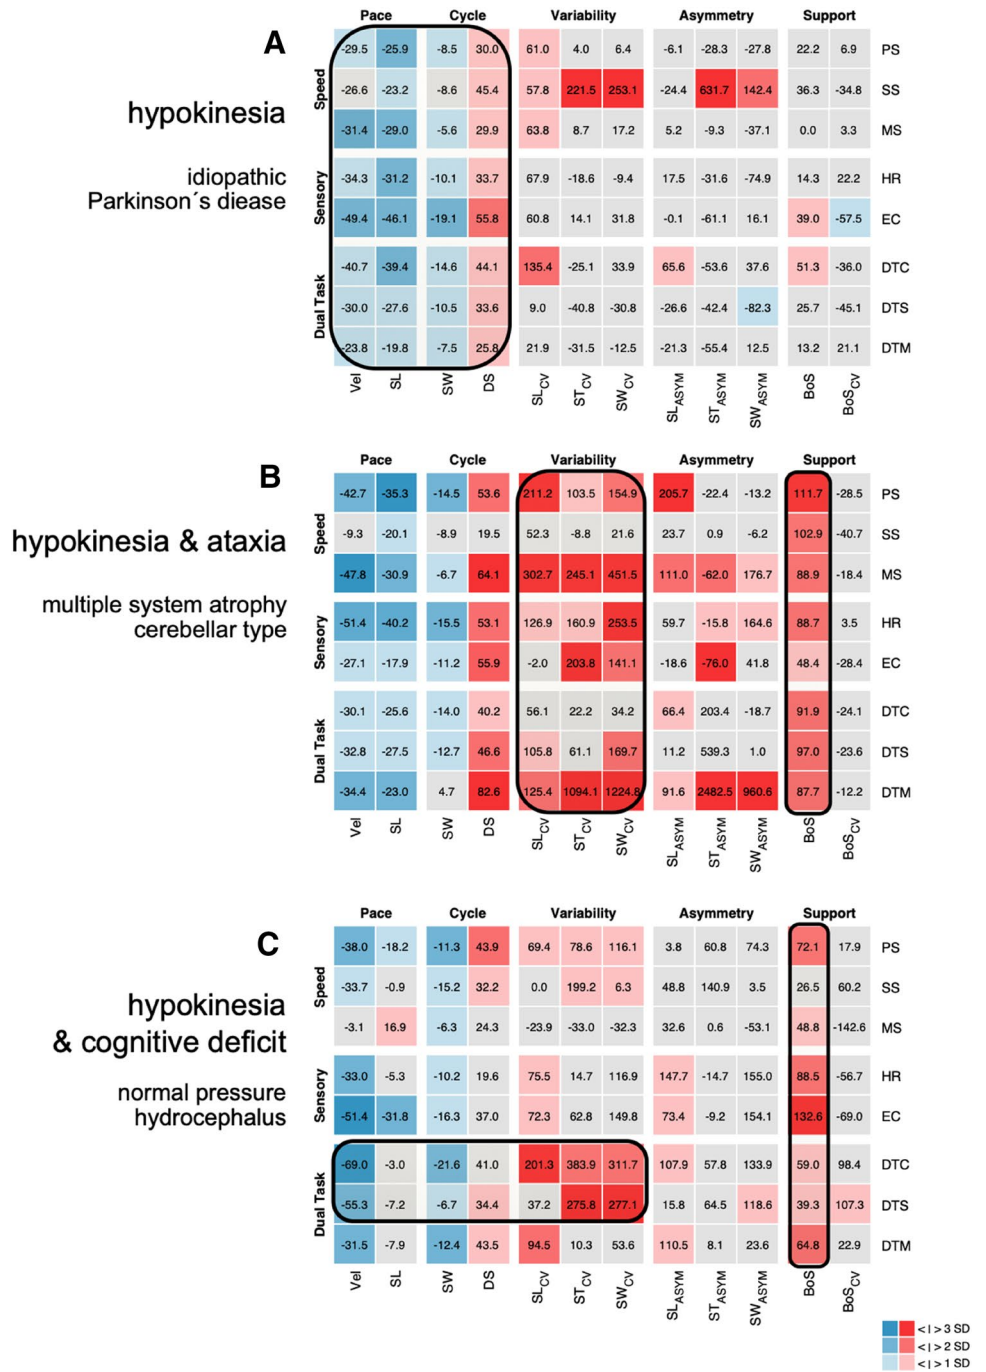 Pace Cycle Variability Asymmetry Support
A
hypokinesia
idiopathic
Parkinson´s disease
Speed
-29.5 -25.9 -8.5 30.0 61.0 4.0 6.4 -6.1 -28.3 -27.8 22.2 6.9 PS
-26.6 -23.2 -8.6 45.4 57.8 221.5 253.1 -24.4 631.7 142.4 36.3 -34.8 SS
-31.4 -29.0 -5.6 29.9 63.8 8.7 17.2 5.2 -9.3 -37.1 0.0 3.3 MS
Sensory
-34.3 -31.2 -10.1 33.7 67.9 -18.6 -9.4 17.5 -31.6 -74.9 14.3 22.2 HR
-49.4 -46.1 -19.1 55.8 60.8 14.1 31.8 -0.1 -61.1 16.1 39.0 -57.5 EC
Dual Task
-40.7 -39.4 -14.6 44.1 135.4 -25.1 33.9 65.6 -53.6 37.6 51.3 -36.0 DTC
-30.0 -27.6 -10.5 33.6 9.0 -40.8 -30.8 -26.6 -42.4 -82.3 25.7 -45.1 DTS
-23.8 -19.8 -7.5 25.8 21.9 -31.5 -12.5 -21.3 -55.4 12.5 13.2 21.1 DTM
Vel SL SW DS SLCV STCV SWCV SLASYM STASYM SWASYM BoS BoSCV
Pace Cycle Variability Asymmetry Support
B
hypokinesia & ataxia
multiple system atrophy
cerebellar type
Speed
-42.7 -35.3 -14.5 53.6 211.2 103.5 154.9 205.7 -22.4 -13.2 111.7 -28.5 PS
-9.3 -20.1 -8.9 19.5 52.3 -8.8 21.6 23.7 0.9 -6.2 102.9 -40.7 SS
-47.8 -30.9 -6.7 64.1 302.7 245.1 451.5 111.0 -62.0 176.7 88.9 -18.4 MS
Sensory
-51.4 -40.2 -15.5 53.1 126.9 160.9 253.5 59.7 -15.8 164.6 88.7 3.5 HR
-27.1 -17.9 -11.2 55.9 -2.0 203.8 141.1 -18.6 -76.0 41.8 48.4 -28.4 EC
Dual Task
-30.1 -25.6 -14.0 40.2 56.1 22.2 34.2 66.4 203.4 -18.7 91.9 -24.1 DTC
-32.8 -27.5 -12.7 46.6 105.8 61.1 169.7 11.2 539.3 1.0 97.0 -23.6 DTS
-34.4 -23.0 4.7 82.6 125.4 1094.1 1224.8 91.6 2482.5 960.6 87.7 -12.2 DTM
Vel SL SW DS SLCV STCV SWCV SLASYM STASYM SWASYM BoS BoSCV
Pace Cycle Variability Asymmetry Support
C
hypokinesia
& cognitive deficit
normal pressure
hydrocephalus
Speed
-38.0 -18.2 -11.3 43.9 69.4 78.6 116.1 3.8 60.8 74.3 72.1 17.9 PS
-33.7 -0.9 -15.2 32.2 0.0 199.2 6.3 48.8 140.9 3.5 26.5 60.2 SS
-3.1 16.9 -6.3 24.3 -23.9 -33.0 -32.3 32.6 0.6 -53.1 48.8 -142.6 MS
Sensory
-33.0 -5.3 -10.2 19.6 75.5 14.7 116.9 147.7 -14.7 155.0 88.5 -56.7 HR
-51.4 -31.8 -16.3 37.0 72.3 62.8 149.8 73.4 -9.2 154.1 132.6 -69.0 EC
Dual Task
-69.0 -3.0 -21.6 41.0 201.3 383.9 311.7 107.9 57.8 133.9 59.0 98.4 DTC
-55.3 -7.2 -6.7 34.4 37.2 275.8 277.1 15.8 64.5 118.6 39.3 107.3 DTS
-31.5 -7.9 -12.4 43.5 94.5 10.3 53.6 110.5 8.1 23.6 64.8 22.9 DTM
Vel SL SW DS SLCV STCV SWCV SLASYM STASYM SWASYM BoS BoSCV
< | > 3 SD
< | > 2 SD
< | > 1 SD